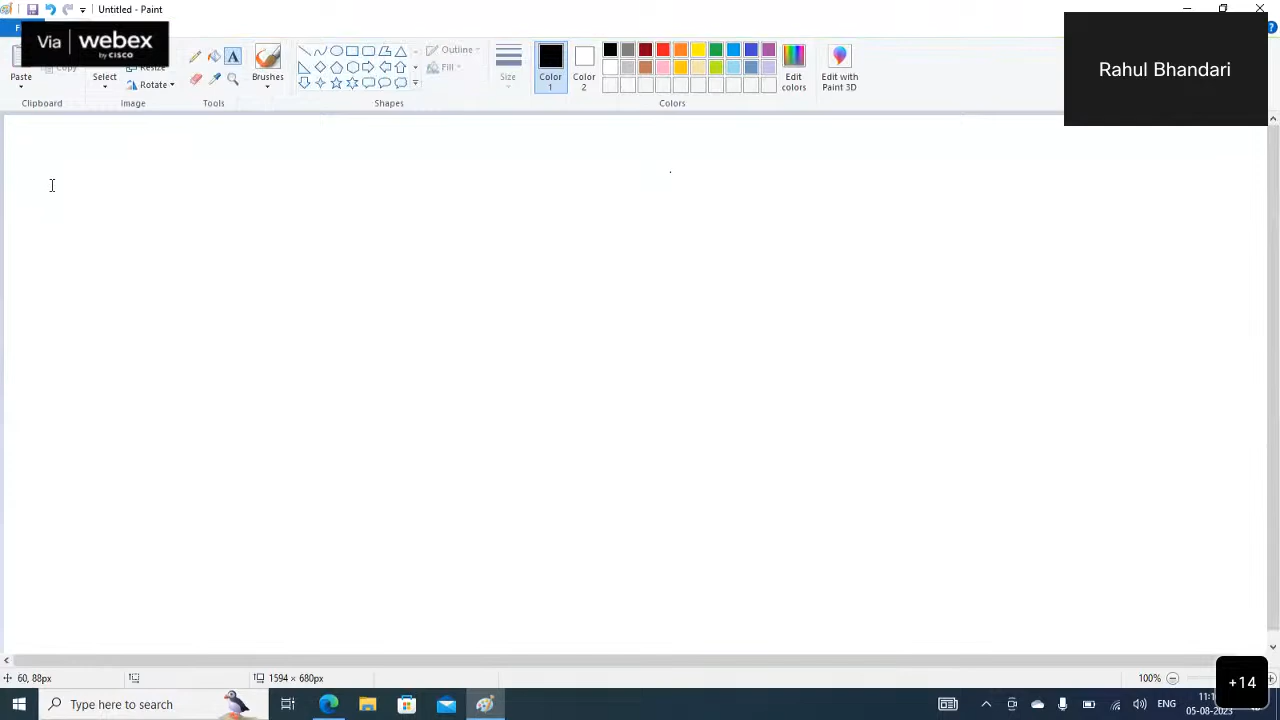 Untitled - Paint
Via webex
by CISCO
Rahul Bhandari
Paste
Copy
Select
Resize
Rotate
Brushes
Outline
Fill
Size
Color
1
Color
2
Edit
colors
Edit with
Paint 3D
Clipboard
Image
Tools
Shapes
Colors
60, 88px
1594 × 680px
100%
+14
Type here to search
ENG
05-08-2023